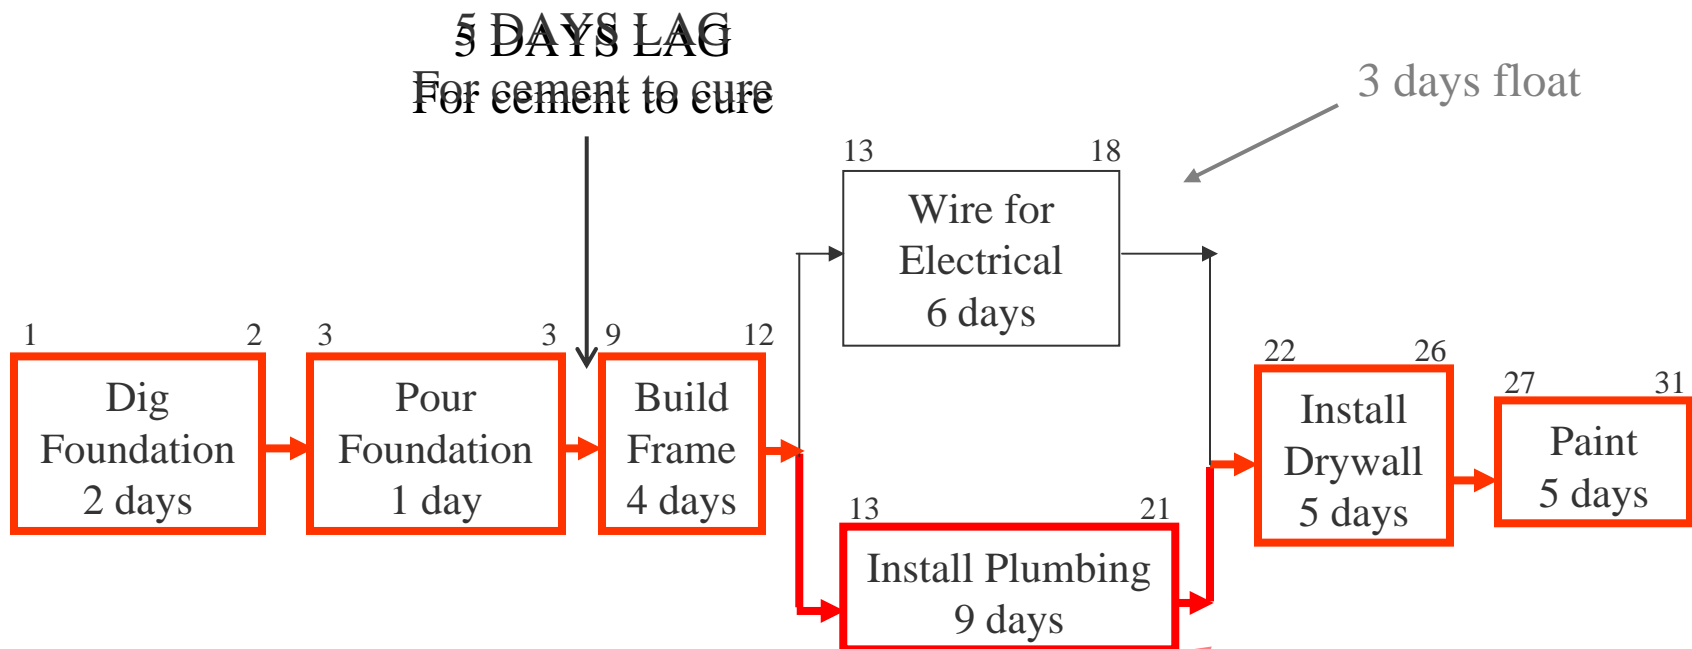 5 DAYS LAG
For cement to cure
3 days float
13 18
Wire for
Electrical
6 days
1 2
Dig
Foundation
2 days
3 3
Pour
Foundation
1 day
9 12
Build
Frame
4 days
13 21
Install Plumbing
9 days
22 26
Install
Drywall
5 days
27 31
Paint
5 days